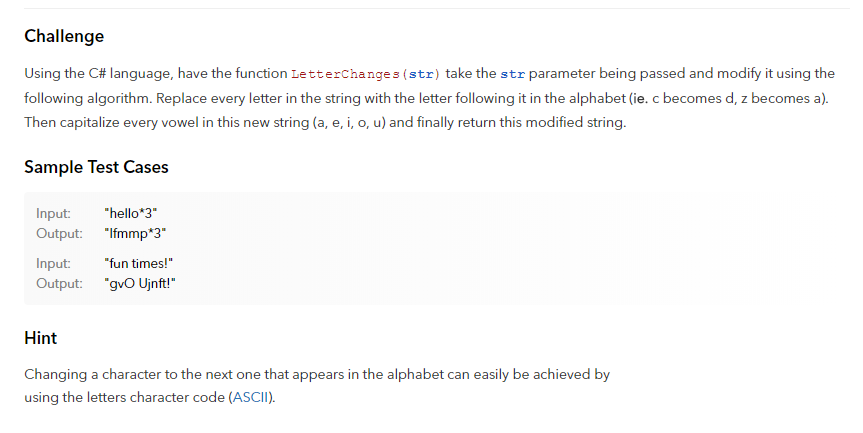 Challenge
Using the C# language, have the function LetterChanges(str) take the str parameter being passed and modify it using the
following algorithm. Replace every letter in the string with the letter following it in the alphabet (ie. c becomes d, z becomes a).
Then capitalize every vowel in this new string (a, e, i, o, u) and finally return this modified string.
Sample Test Cases
Input: "hello*3"
Output: "Ifmmp*3"
Input: "fun times!"
Output: "gvO Ujnft!"
Hint
Changing a character to the next one that appears in the alphabet can easily be achieved by
using the letters character code (ASCII).